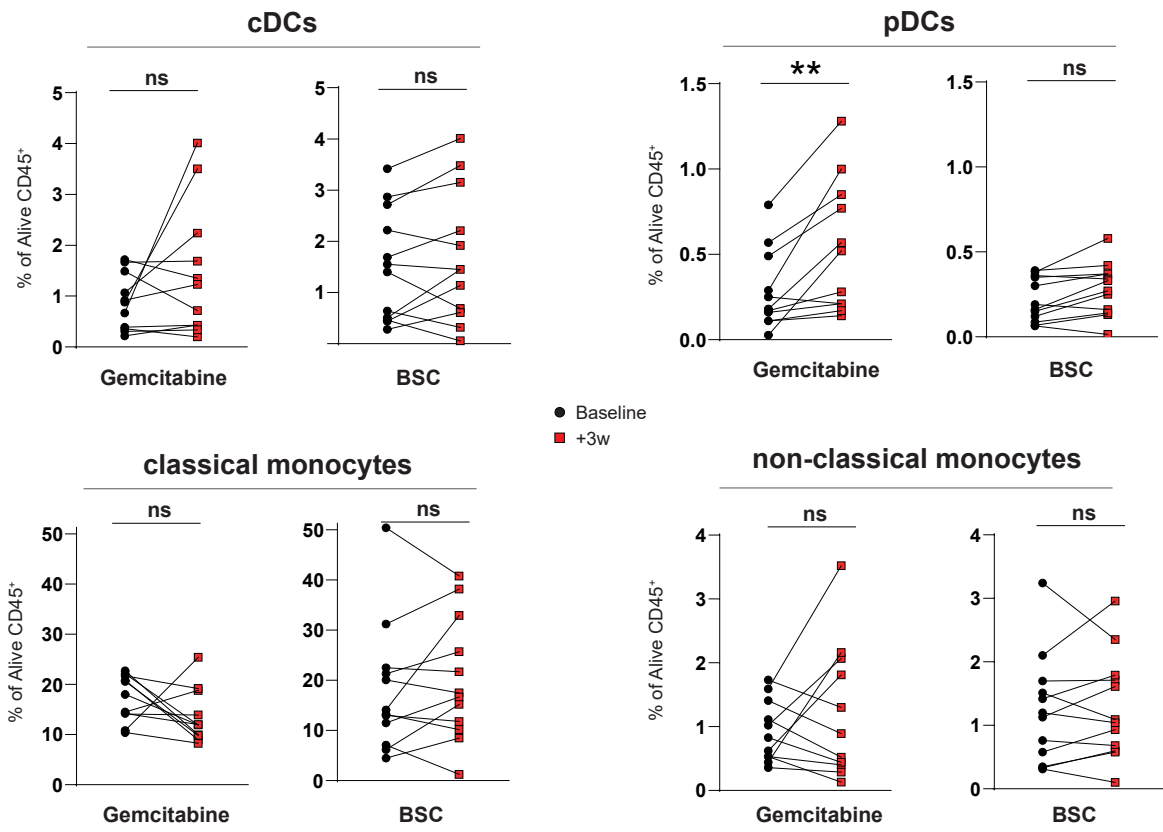 cDCs
pDCs
ns
ns
**
ns
% of Alive CD45⁺
5
4
3
2
1
0
5
4
3
2
1
% of Alive CD45⁺
1.5
1.0
0.5
0.0
1.5
1.0
0.5
0.0
Gemcitabine
BSC
Gemcitabine
BSC
Baseline
+3w
classical monocytes
non-classical monocytes
ns
ns
ns
ns
% of Alive CD45⁺
50
40
30
20
10
0
50
40
30
20
10
0
% of Alive CD45⁺
4
3
2
1
0
4
3
2
1
0
Gemcitabine
BSC
Gemcitabine
BSC